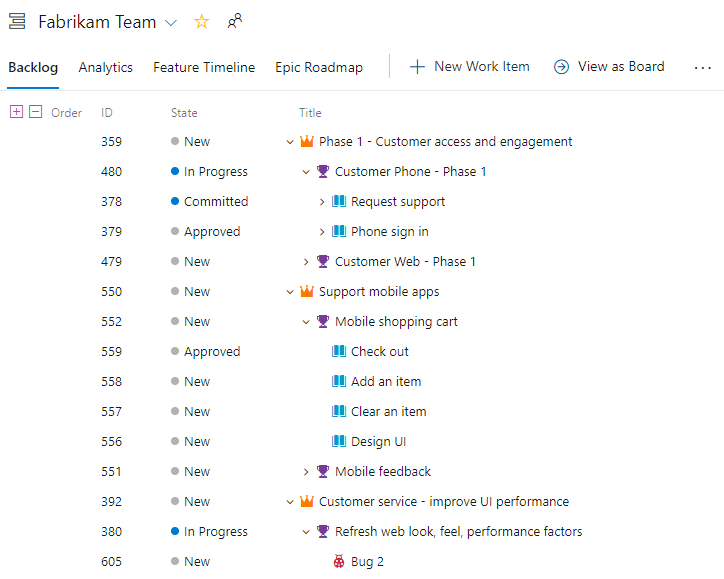 Fabrikam Team
Backlog Analytics Feature Timeline Epic Roadmap New Work Item View as Board ...
Order ID State Title
359 New Phase 1 - Customer access and engagement
480 In Progress Customer Phone - Phase 1
378 Committed Request support
379 Approved Phone sign in
479 New Customer Web - Phase 1
550 New Support mobile apps
552 New Mobile shopping cart
559 Approved Check out
558 New Add an item
557 New Clear an item
556 New Design UI
551 New Mobile feedback
392 New Customer service - improve UI performance
380 In Progress Refresh web look, feel, performance factors
605 New Bug 2